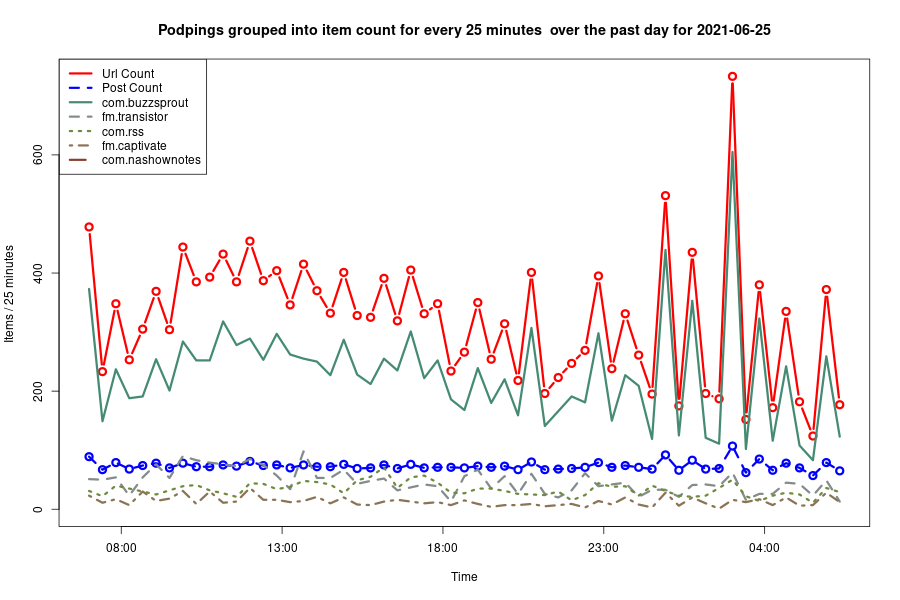 Podpings grouped into item count for every 25 minutes  over the past day for 2021-06-25
Url Count
Post Count
com.buzzsprout
fm.transistor
com.rss
fm.captivate
com.nashownotes
Items / 25 minutes
600
400
200
0
08:00 13:00 18:00 23:00 04:00
Time